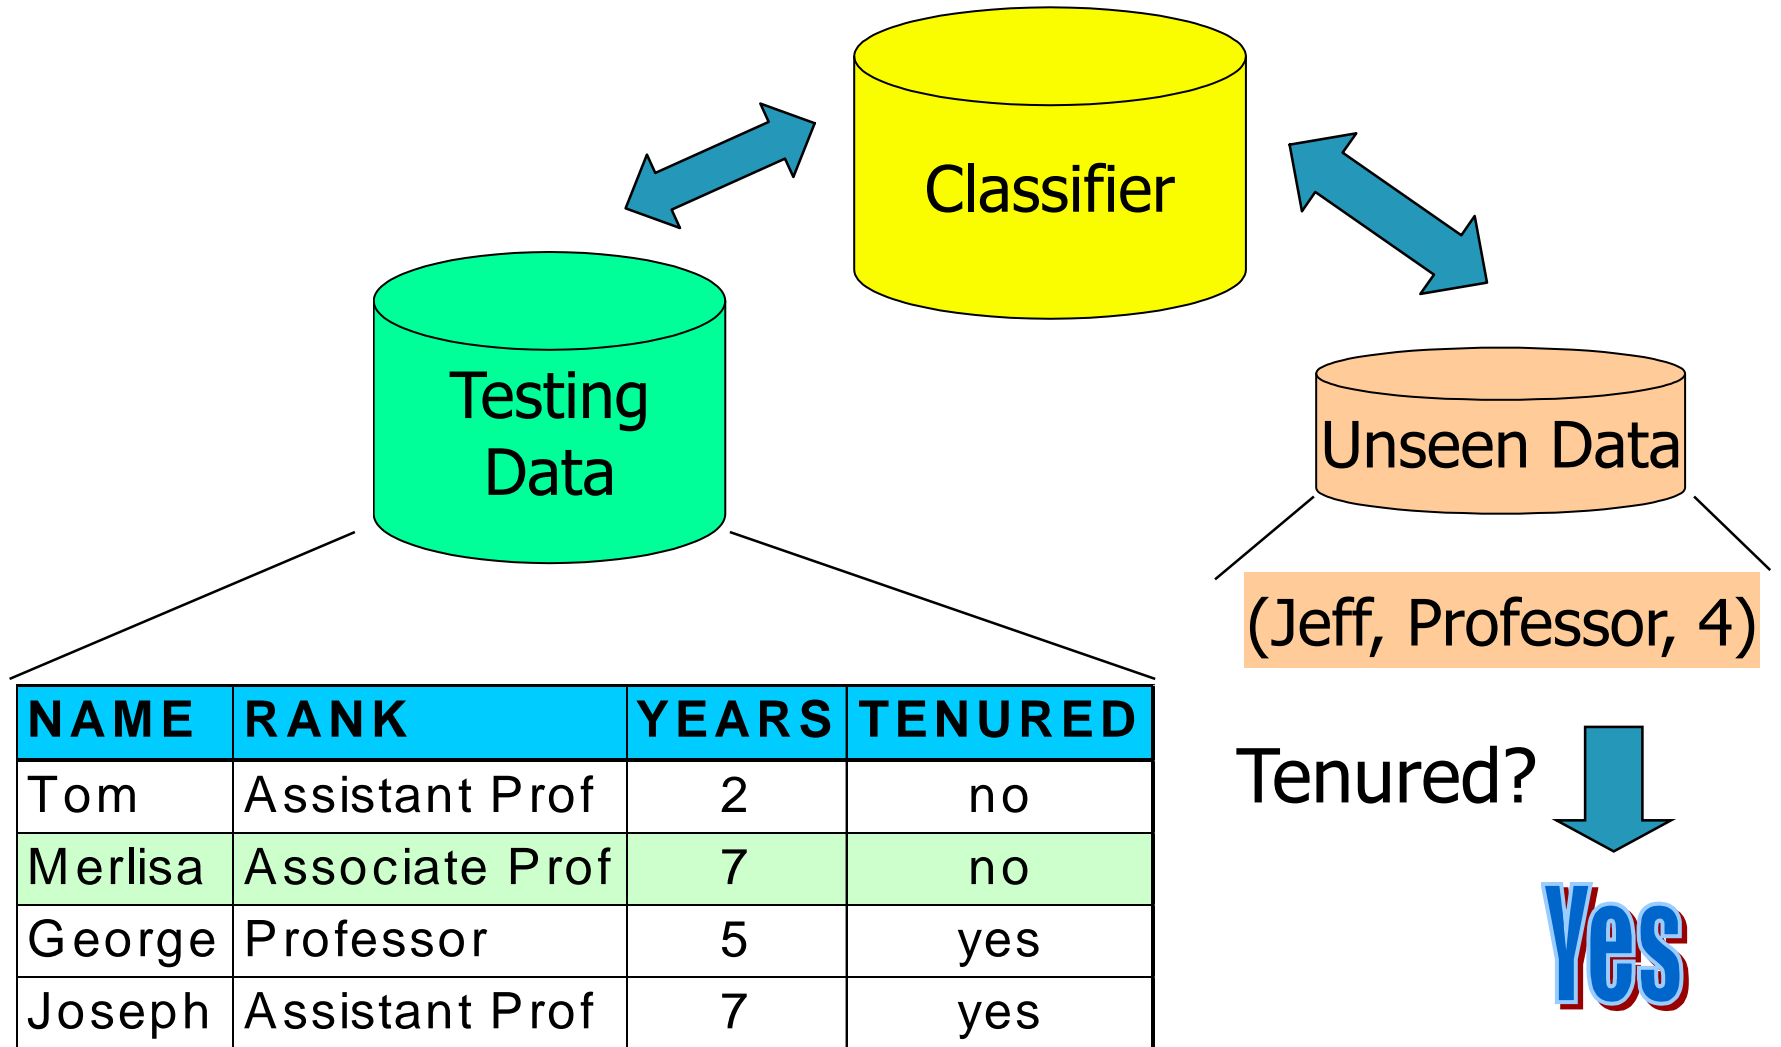 Classifier
Testing
Data
Unseen Data
(Jeff, Professor, 4)
NAME RANK YEARS TENURED
Tom Assistant Prof 2 no
Merlisa Associate Prof 7 no
George Professor 5 yes
Joseph Assistant Prof 7 yes
Tenured?
Yes